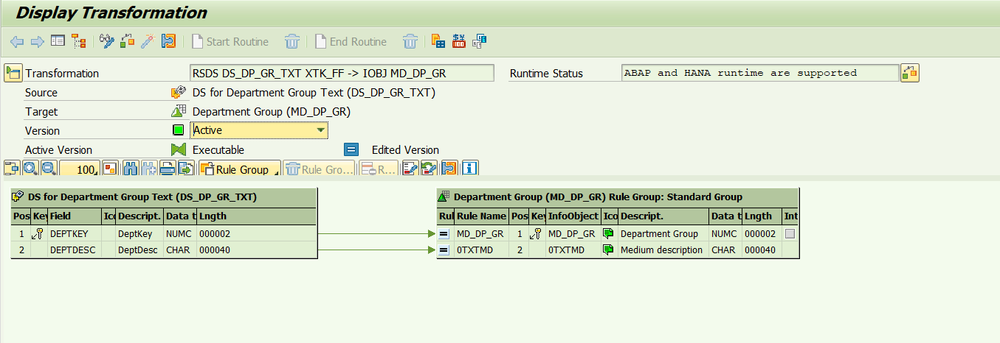 Display Transformation
Start Routine End Routine
Transformation RSDS DS_DP_GR_TXT XTK_FF -> IOBJ MD_DP_GR Runtime Status ABAP and HANA runtime are supported
Source DS for Department Group Text (DS_DP_GR_TXT)
Target Department Group (MD_DP_GR)
Version Active
Active Version Executable Edited Version
100 Rule Group Rule Gro... R...
DS for Department Group Text (DS_DP_GR_TXT) Department Group (MD_DP_GR) Rule Group: Standard Group
Pos Key Field Ico Descript. Data t Lngth Rul Rule Name Pos Key InfoObject Ico Descript. Data t Lngth Int
1 DEPTKEY DeptKey NUMC 000002 MD_DP_GR 1 MD_DP_GR Department Group NUMC 000002
2 DEPTDESC DeptDesc CHAR 000040 0TXTMD 2 0TXTMD Medium description CHAR 000040